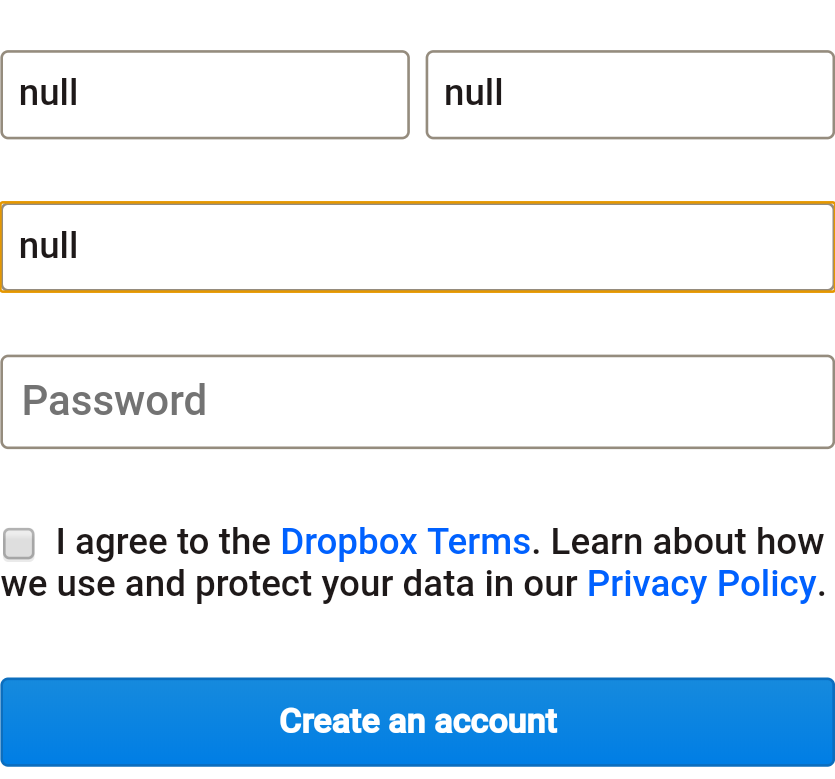 null null
null
Password
I agree to the Dropbox Terms. Learn about how
we use and protect your data in our Privacy Policy.
Create an account